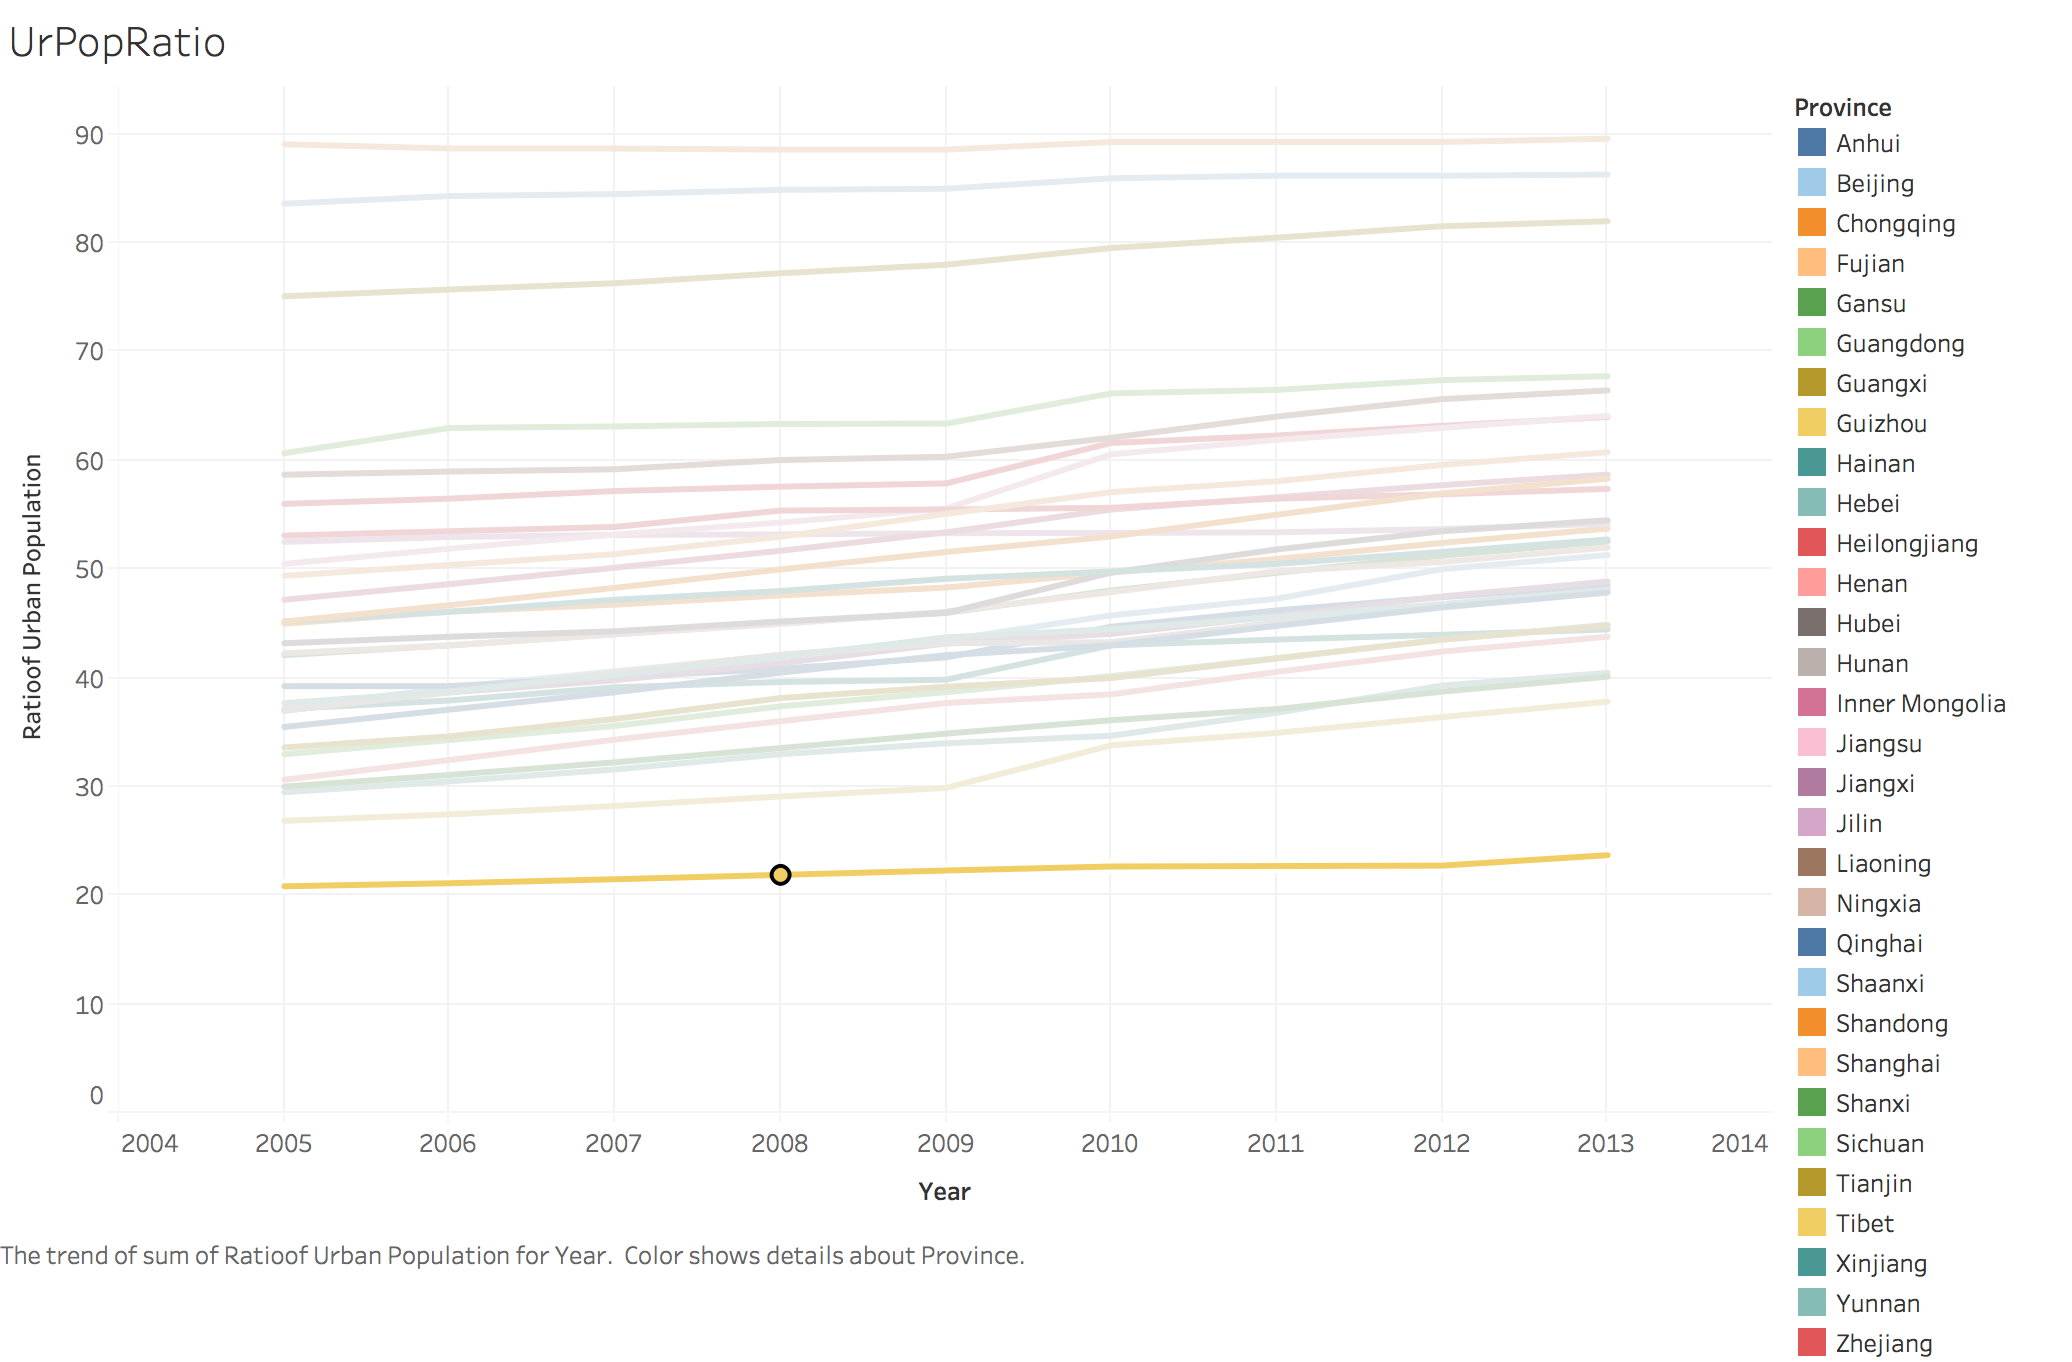 UrPopRatio
Ratioof Urban Population
90
80
70
60
50
40
30
20
10
0
2004 2005 2006 2007 2008 2009 2010 2011 2012 2013 2014
Year
The trend of sum of Ratioof Urban Population for Year.  Color shows details about Province.
Province
Anhui
Beijing
Chongqing
Fujian
Gansu
Guangdong
Guangxi
Guizhou
Hainan
Hebei
Heilongjiang
Henan
Hubei
Hunan
Inner Mongolia
Jiangsu
Jiangxi
Jilin
Liaoning
Ningxia
Qinghai
Shaanxi
Shandong
Shanghai
Shanxi
Sichuan
Tianjin
Tibet
Xinjiang
Yunnan
Zhejiang